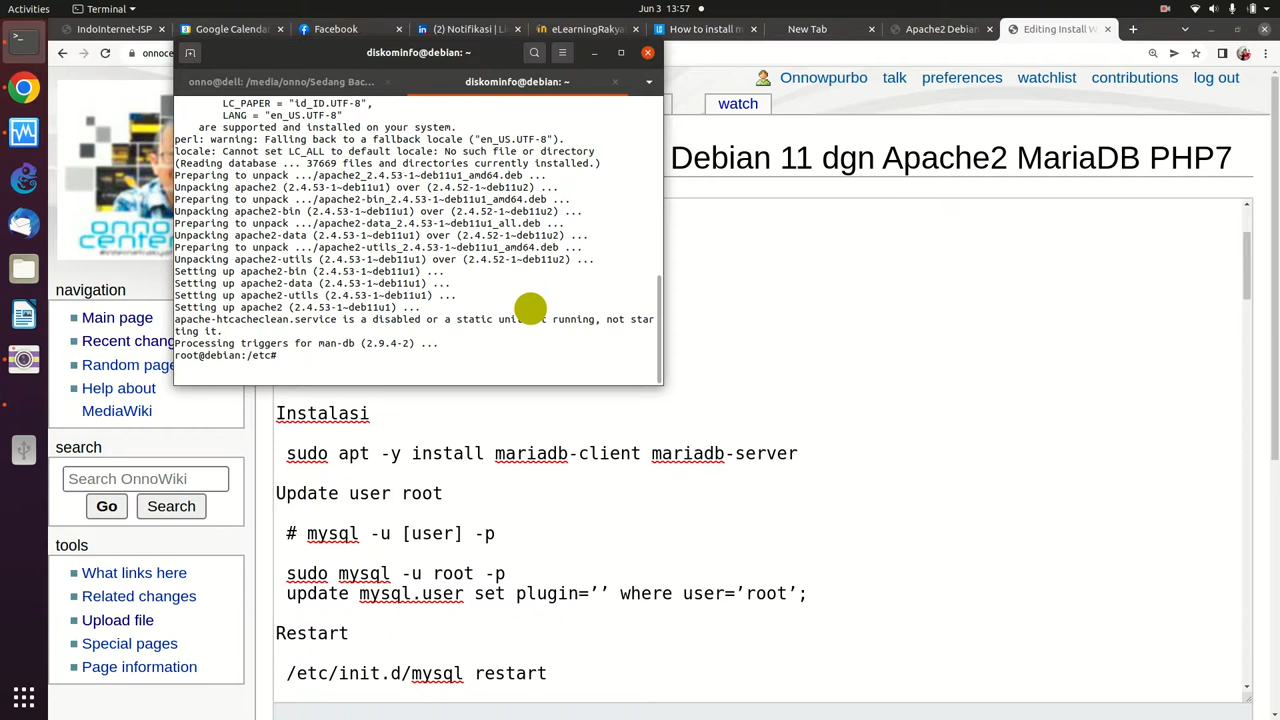 Activities
Terminal
Jun 3 13:57
IndoInternet-ISP
Google Calenda
Facebook
(2) Notifikasi | Li
eLearningRakya
How to install m
New Tab
Apache2 Debian
Editing Install W
onnoce
diskominfo@debian: ~
onno@dell: /media/onno/Sedang Bac...
diskominfo@debian: ~
Onnowpurbo talk preferences watchlist contributions log out
watch
Debian 11 dgn Apache2 MariaDB PHP7
LC_PAPER = "id_ID.UTF-8",
LANG = "en_US.UTF-8"
are supported and installed on your system.
perl: warning: Falling back to a fallback locale ("en_US.UTF-8").
locale: Cannot set LC_ALL to default locale: No such file or directory
(Reading database ... 37669 files and directories currently installed.)
Preparing to unpack .../apache2_2.4.53-1~deb11u1_amd64.deb ...
Unpacking apache2 (2.4.53-1~deb11u1) over (2.4.52-1~deb11u2) ...
Preparing to unpack .../apache2-bin_2.4.53-1~deb11u1_amd64.deb ...
Unpacking apache2-bin (2.4.53-1~deb11u1) over (2.4.52-1~deb11u2) ...
Preparing to unpack .../apache2-data_2.4.53-1~deb11u1_all.deb ...
Unpacking apache2-data (2.4.53-1~deb11u1) over (2.4.52-1~deb11u2) ...
Preparing to unpack .../apache2-utils_2.4.53-1~deb11u1_amd64.deb ...
Unpacking apache2-utils (2.4.53-1~deb11u1) over (2.4.52-1~deb11u2) ...
Setting up apache2-bin (2.4.53-1~deb11u1) ...
Setting up apache2-data (2.4.53-1~deb11u1) ...
Setting up apache2-utils (2.4.53-1~deb11u1) ...
Setting up apache2 (2.4.53-1~deb11u1) ...
apache-htcacheclean.service is a disabled or a static running, not star
ting it.
Processing triggers for man-db (2.9.4-2) ...
root@debian:/etc#
onno
center
navigation
Main page
Recent chang
Random page
Help about
MediaWiki
search
Search OnnoWiki
Go Search
tools
What links here
Related changes
Upload file
Special pages
Page information
Instalasi
sudo apt -y install mariadb-client mariadb-server
Update user root
# mysql -u [user] -p
sudo mysql -u root -p
update mysql.user set plugin=’’ where user=’root’;
Restart
/etc/init.d/mysql restart